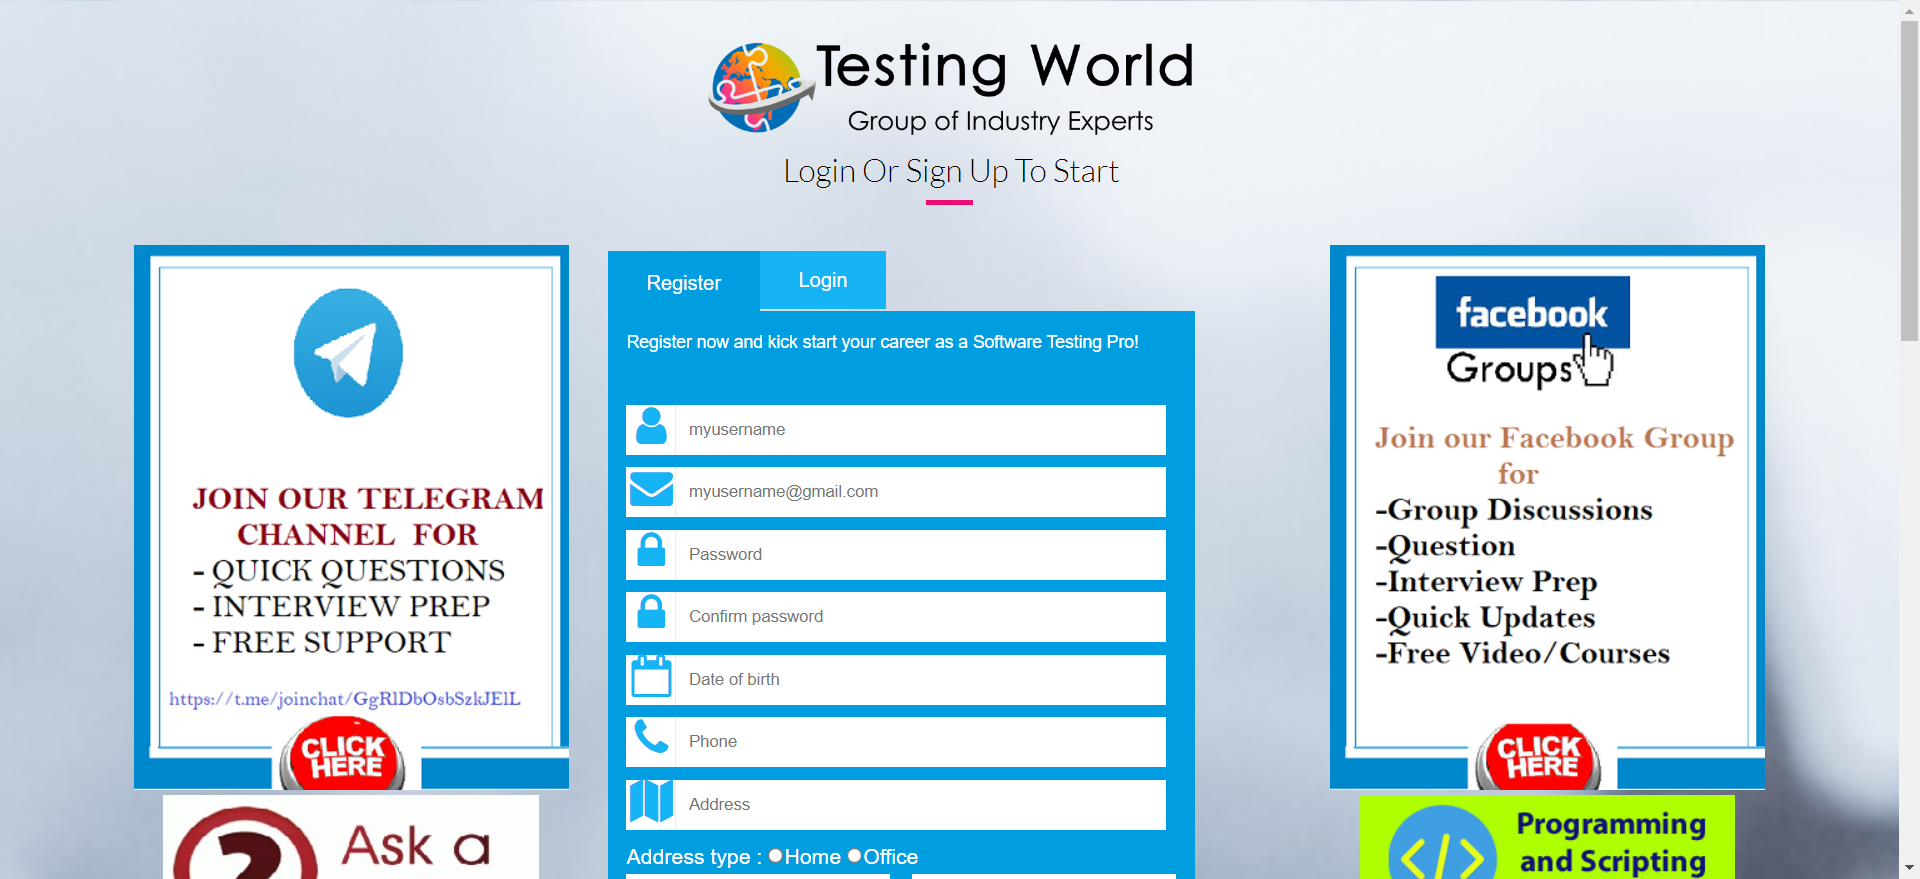 Testing World
Group of Industry Experts
Login Or Sign Up To Start
JOIN OUR TELEGRAM
CHANNEL FOR
- QUICK QUESTIONS
- INTERVIEW PREP
- FREE SUPPORT
https://t.me/joinchat/GgRlDbOsbSzkJElL
CLICK
HERE
Ask a
Register
Login
Register now and kick start your career as a Software Testing Pro!
myusername
myusername@gmail.com
Password
Confirm password
Date of birth
Phone
Address
Address type : Home Office
facebook
Groups
Join our Facebook Group
for
-Group Discussions
-Question
-Interview Prep
-Quick Updates
-Free Video/Courses
CLICK
HERE
Programming
and Scripting